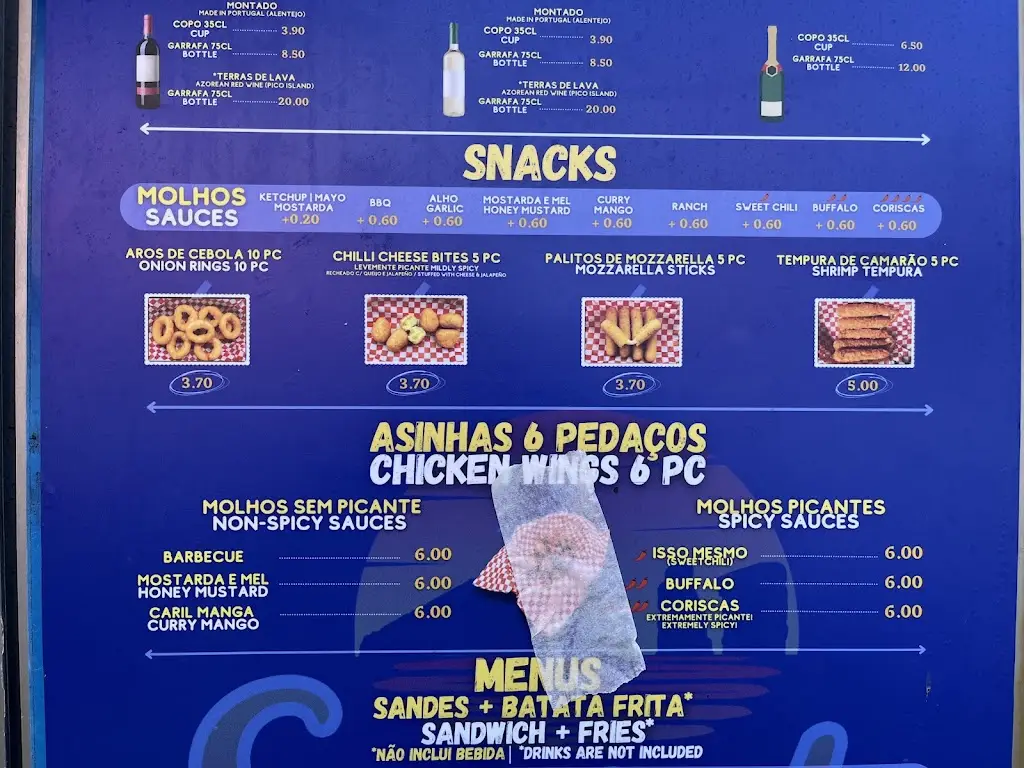 MONTADO
MADE IN PORTUGAL (ALENTEJO)
COPO 35CL
CUP 3.90
GARRAFA 75CL
BOTTLE 8.50
*TERRAS DE LAVA
AZOREAN RED WINE (PICO ISLAND)
GARRAFA 75CL
BOTTLE 20.00
MONTADO
MADE IN PORTUGAL (ALENTEJO)
COPO 35CL
CUP 3.90
GARRAFA 75CL
BOTTLE 8.50
*TERRAS DE LAVA
AZOREAN RED WINE (PICO ISLAND)
GARRAFA 75CL
BOTTLE 20.00
COPO 35CL
CUP 6.50
GARRAFA 75CL
BOTTLE 12.00
SNACKS
MOLHOS
SAUCES
KETCHUP | MAYO
MOSTARDA
+0.20
BBQ
+ 0.60
ALHO
GARLIC
+ 0.60
MOSTARDA E MEL
HONEY MUSTARD
+ 0.60
CURRY
MANGO
+ 0.60
RANCH
+ 0.60
SWEET CHILI
+ 0.60
BUFFALO
+ 0.60
CORISCAS
+ 0.60
AROS DE CEBOLA 10 PC
ONION RINGS 10 PC
3.70
CHILLI CHEESE BITES 5 PC
LEVEMENTE PICANTE MILDLY SPICY
RECHEADO C/ QUEIJO E JALAPEÑO / STUFFED WITH CHEESE & JALAPEÑO
3.70
PALITOS DE MOZZARELLA 5 PC
MOZZARELLA STICKS
3.70
TEMPURA DE CAMARÃO 5 PC
SHRIMP TEMPURA
5.00
ASINHAS 6 PEDAÇOS
CHICKEN WINGS 6 PC
MOLHOS SEM PICANTE
NON-SPICY SAUCES
BARBECUE 6.00
MOSTARDA E MEL
HONEY MUSTARD 6.00
CARIL MANGA
CURRY MANGO 6.00
MOLHOS PICANTES
SPICY SAUCES
ISSO MESMO
(SWEET CHILI) 6.00
BUFFALO 6.00
CORISCAS 6.00
EXTREMAMENTE PICANTE!
EXTREMELY SPICY!
MENUS
SANDES + BATATA FRITA*
SANDWICH + FRIES*
*NÃO INCLUI BEBIDA | *DRINKS ARE NOT INCLUDED